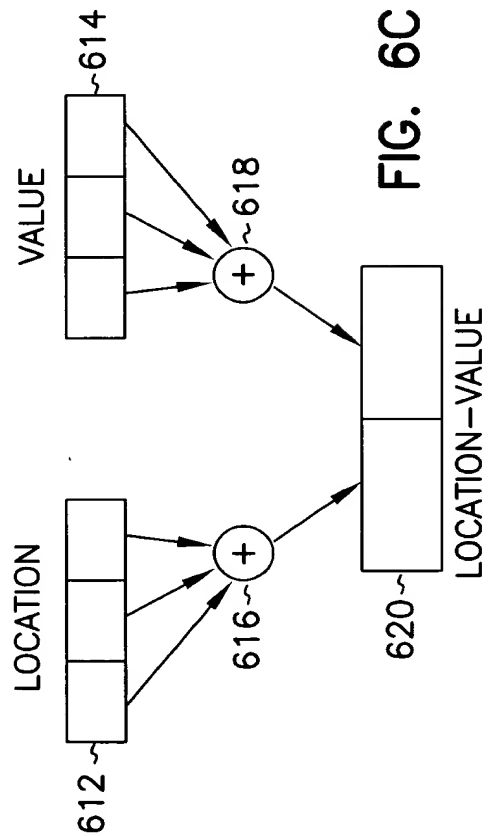 LOCATION
VALUE
612
614
+
+
616
618
620
LOCATION-VALUE
FIG. 6C